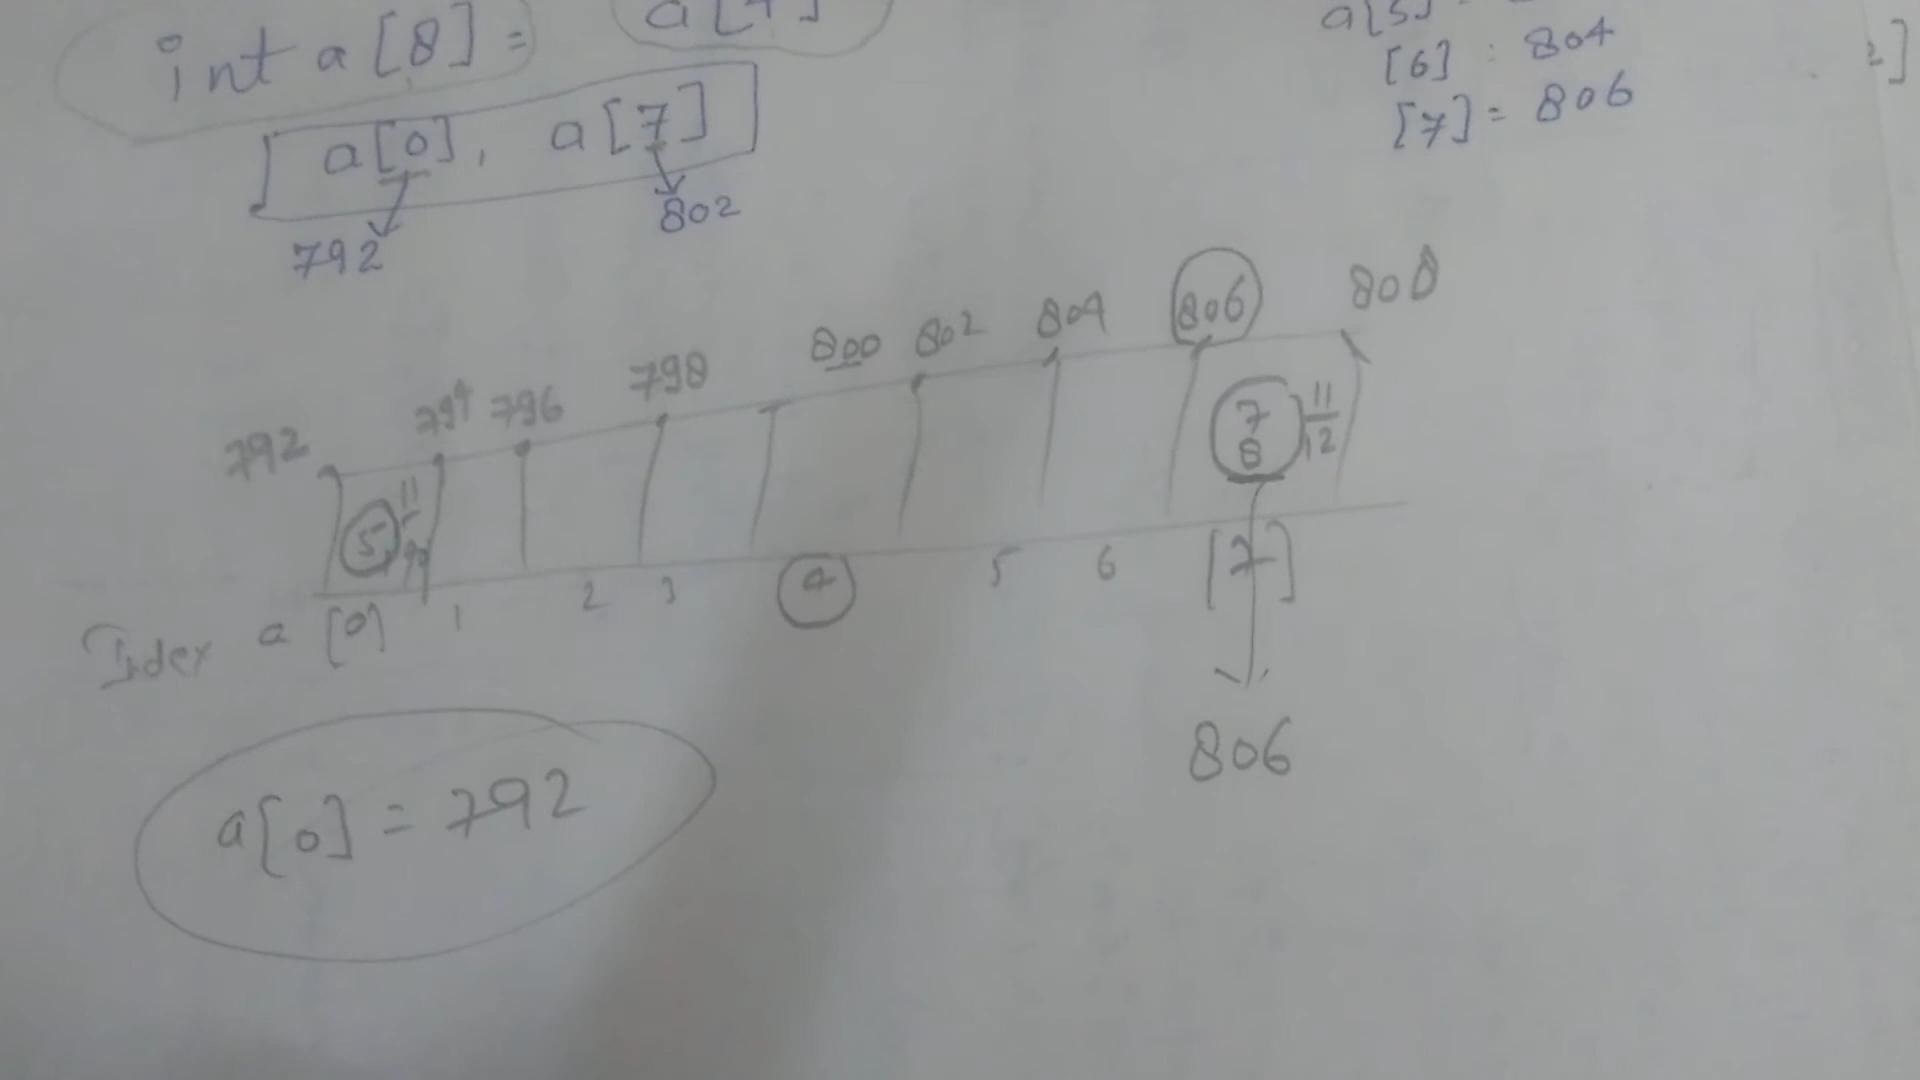 int a[8] =
a[0], a[7]
792 802
[6] : 804
[7] = 806
792 794 796 798 800 802 804 806 808
5 11 7 8 11 12
Index a [0] 1 2 3 4 5 6 [7]
806
a[0] = 792